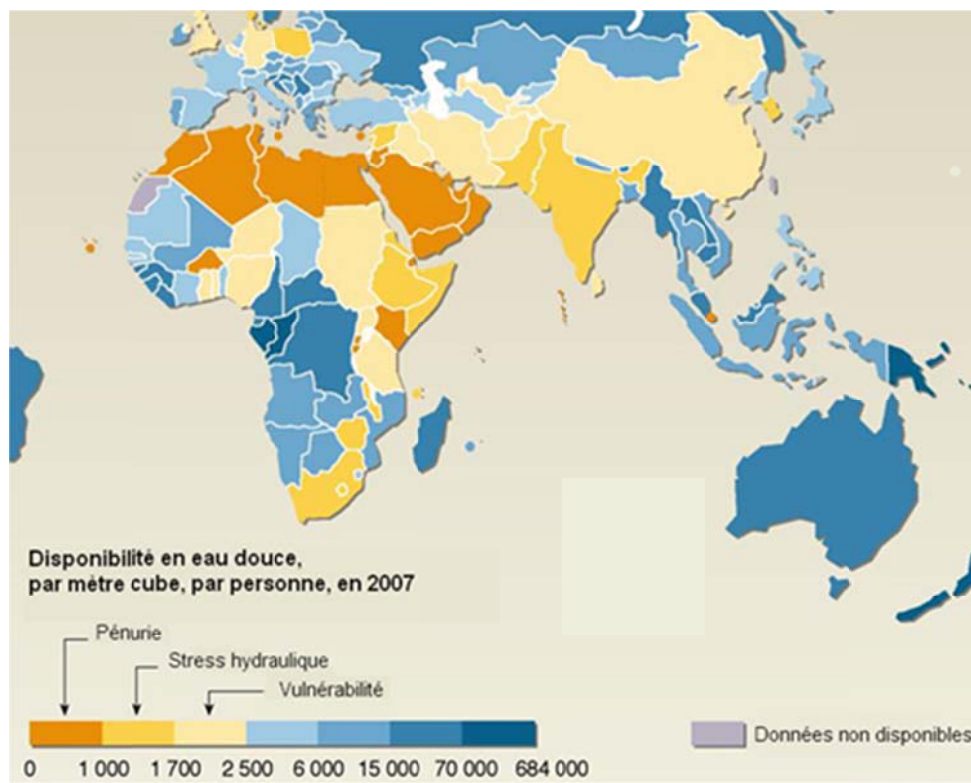 Disponibilité en eau douce,
par mètre cube, par personne, en 2007
Pénurie
Stress hydraulique
Vulnérabilité
0 1 000 1 700 2 500 6 000 15 000 70 000 684 000
Données non disponibles